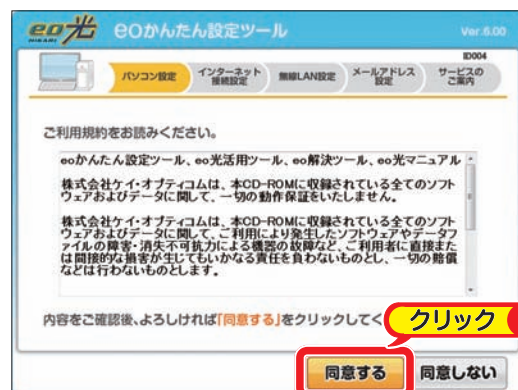 eo光 eoかんたん設定ツール Ver.6.00
ID004
パソコン設定 インターネット接続設定 無線LAN設定 メールアドレス設定 サービスのご案内
ご利用規約をお読みください。
eoかんたん設定ツール、eo光活用ツール、eo解決ツール、eo光マニュアル
株式会社ケイ・オプティコムは、本CD-ROMに収録されている全てのソフト
ウェアおよびデータに関して、一切の動作保証をいたしません。
株式会社ケイ・オプティコムは、本CD-ROMに収録されている全てのソフト
ウェアおよびデータに関して、ご利用により発生したソフトウェアやデータフ
ァイルの障害・消失不可抗力による機器の故障など、ご利用者に直接また
は間接的な損害が生じてもいかなる責任を負わないものとし、一切の賠償
などは行わないものとします。
内容をご確認後、よろしければ「同意する」をクリックしてく
クリック
同意する 同意しない